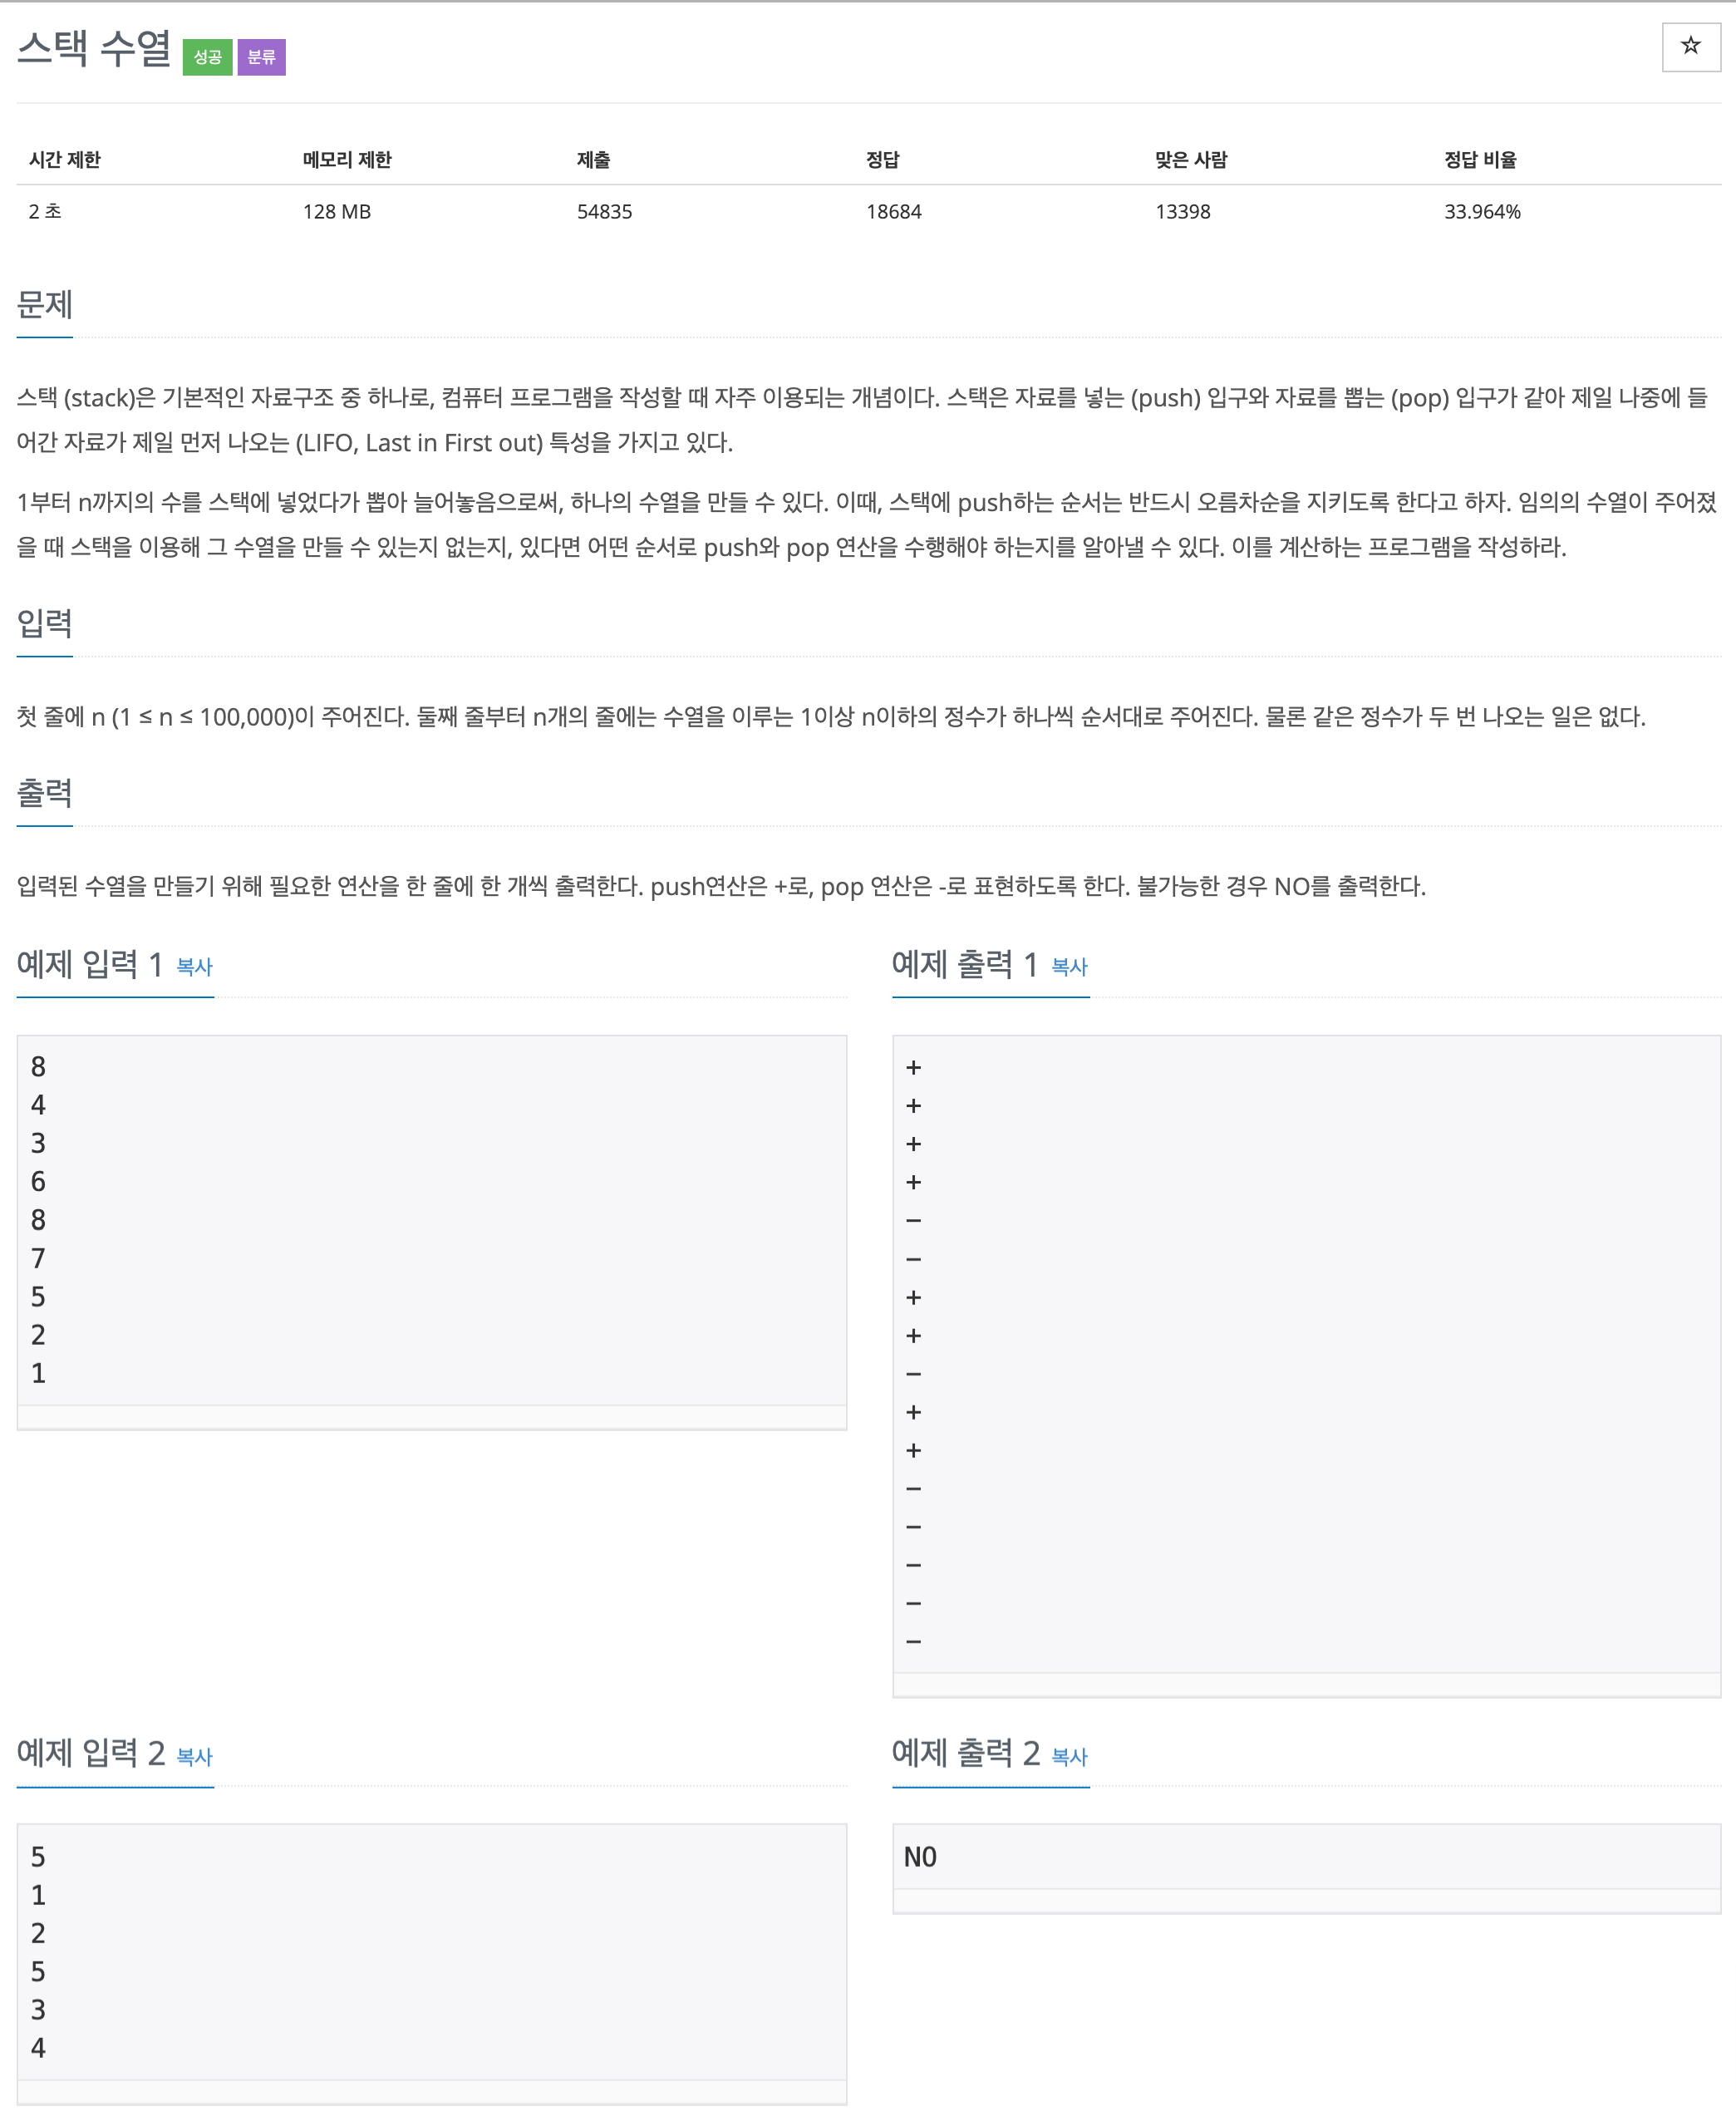 스택 수열 성공 분류
☆
시간 제한 메모리 제한 제출 정답 맞은 사람 정답 비율
2 초 128 MB 54835 18684 13398 33.964%
문제
스택 (stack)은 기본적인 자료구조 중 하나로, 컴퓨터 프로그램을 작성할 때 자주 이용되는 개념이다. 스택은 자료를 넣는 (push) 입구와 자료를 뽑는 (pop) 입구가 같아 제일 나중에 들
어간 자료가 제일 먼저 나오는 (LIFO, Last in First out) 특성을 가지고 있다.
1부터 n까지의 수를 스택에 넣었다가 뽑아 늘어놓음으로써, 하나의 수열을 만들 수 있다. 이때, 스택에 push하는 순서는 반드시 오름차순을 지키도록 한다고 하자. 임의의 수열이 주어졌
을 때 스택을 이용해 그 수열을 만들 수 있는지 없는지, 있다면 어떤 순서로 push와 pop 연산을 수행해야 하는지를 알아낼 수 있다. 이를 계산하는 프로그램을 작성하라.
입력
첫 줄에 n (1 ≤ n ≤ 100,000)이 주어진다. 둘째 줄부터 n개의 줄에는 수열을 이루는 1이상 n이하의 정수가 하나씩 순서대로 주어진다. 물론 같은 정수가 두 번 나오는 일은 없다.
출력
입력된 수열을 만들기 위해 필요한 연산을 한 줄에 한 개씩 출력한다. push연산은 +로, pop 연산은 -로 표현하도록 한다. 불가능한 경우 NO를 출력한다.
예제 입력 1 복사
8
4
3
6
8
7
5
2
1
예제 출력 1 복사
+
+
+
+
-
-
+
+
-
+
+
-
-
-
-
-
예제 입력 2 복사
5
1
2
5
3
4
예제 출력 2 복사
NO